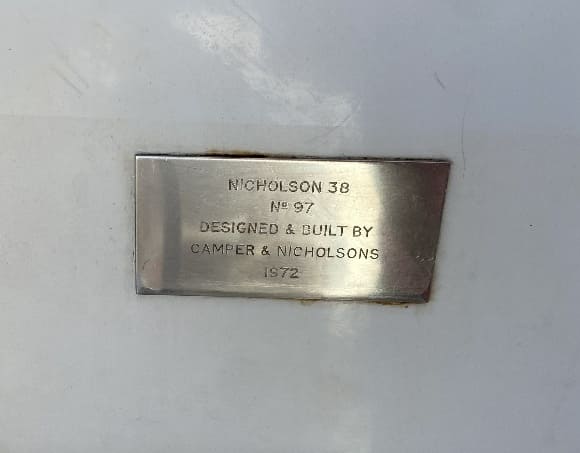 NICHOLSON 38
Nº 97
DESIGNED & BUILT BY
CAMPER & NICHOLSONS
1972